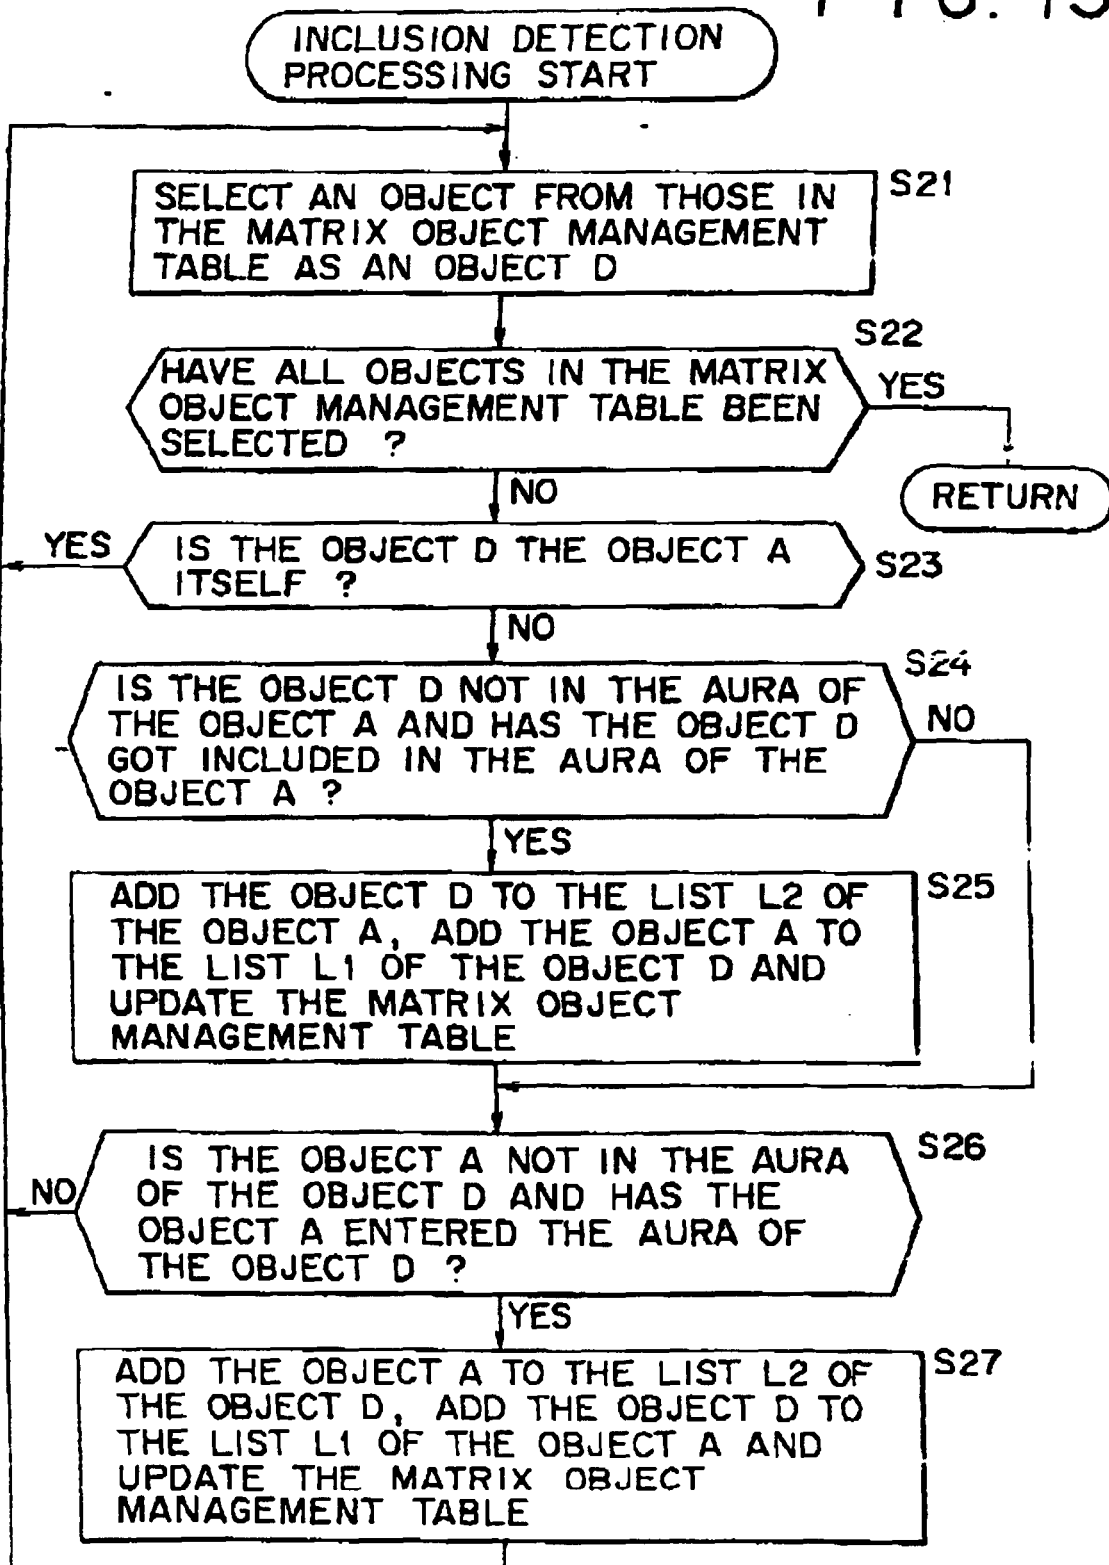 FIG. 15
INCLUSION DETECTION
PROCESSING START
S21
SELECT AN OBJECT FROM THOSE IN
THE MATRIX OBJECT MANAGEMENT
TABLE AS AN OBJECT D
S22
HAVE ALL OBJECTS IN THE MATRIX
OBJECT MANAGEMENT TABLE BEEN
SELECTED ?
YES
RETURN
NO
YES
IS THE OBJECT D THE OBJECT A
ITSELF ?
S23
NO
S24
IS THE OBJECT D NOT IN THE AURA OF
THE OBJECT A AND HAS THE OBJECT D
GOT INCLUDED IN THE AURA OF THE
OBJECT A ?
NO
YES
S25
ADD THE OBJECT D TO THE LIST L2 OF
THE OBJECT A, ADD THE OBJECT A TO
THE LIST L1 OF THE OBJECT D AND
UPDATE THE MATRIX OBJECT
MANAGEMENT TABLE
S26
IS THE OBJECT A NOT IN THE AURA
OF THE OBJECT D AND HAS THE
OBJECT A ENTERED THE AURA OF
THE OBJECT D ?
NO
YES
S27
ADD THE OBJECT A TO THE LIST L2 OF
THE OBJECT D, ADD THE OBJECT D TO
THE LIST L1 OF THE OBJECT A AND
UPDATE THE MATRIX OBJECT
MANAGEMENT TABLE